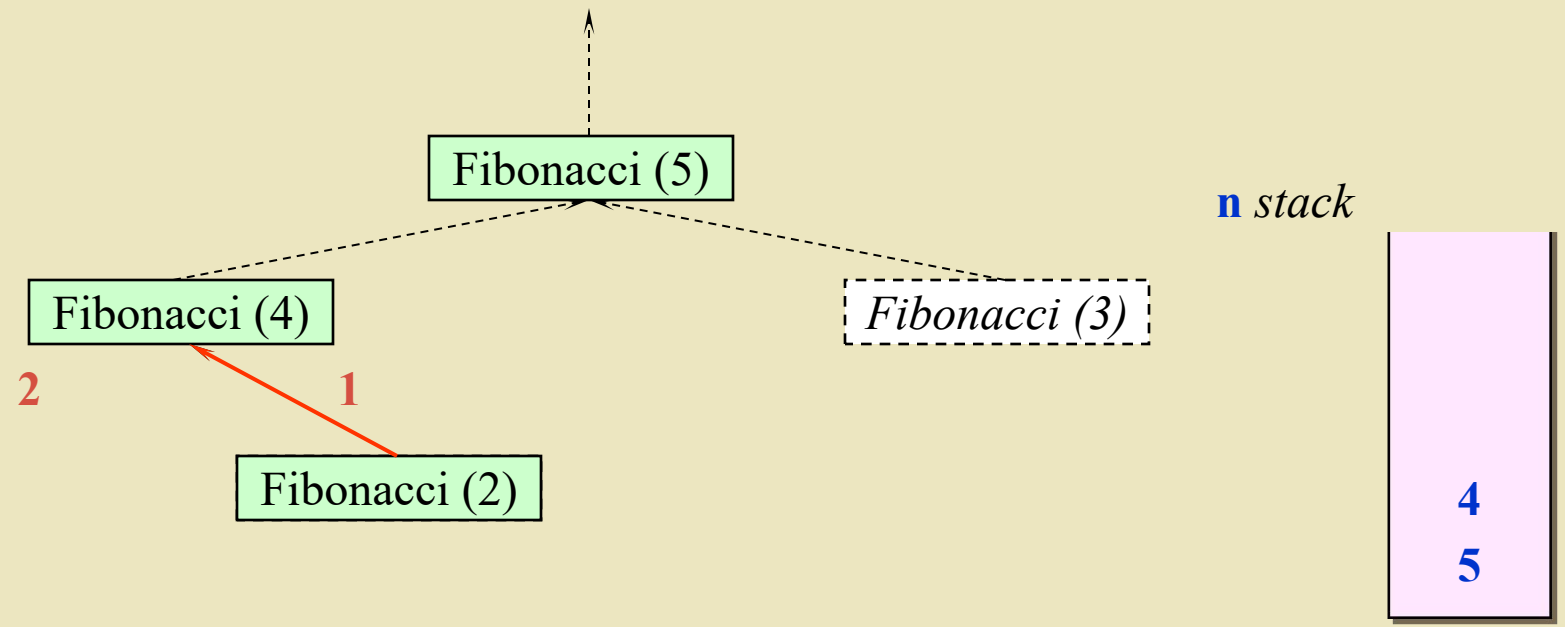 Fibonacci (5)
n stack
Fibonacci (4)
Fibonacci (3)
2
1
Fibonacci (2)
4
5